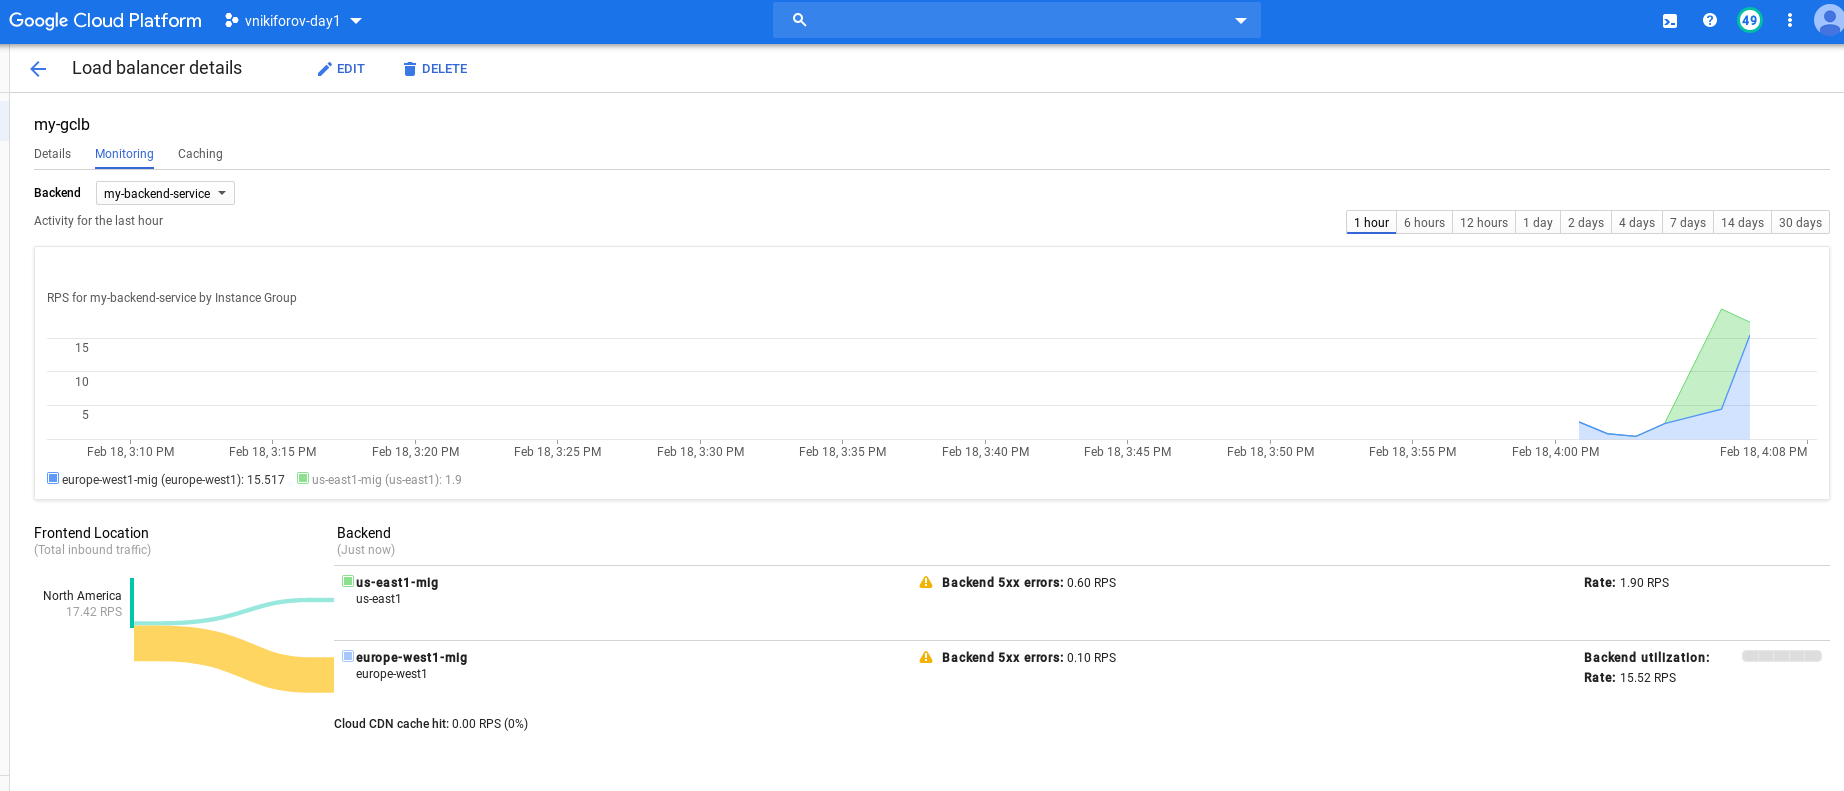 Google Cloud Platform vnikiforov-day1 49
Load balancer details EDIT DELETE
my-gclb
Details Monitoring Caching
Backend my-backend-service
Activity for the last hour
1 hour 6 hours 12 hours 1 day 2 days 4 days 7 days 14 days 30 days
RPS for my-backend-service by Instance Group
15
10
5
Feb 18, 3:10 PM Feb 18, 3:15 PM Feb 18, 3:20 PM Feb 18, 3:25 PM Feb 18, 3:30 PM Feb 18, 3:35 PM Feb 18, 3:40 PM Feb 18, 3:45 PM Feb 18, 3:50 PM Feb 18, 3:55 PM Feb 18, 4:00 PM Feb 18, 4:08 PM
europe-west1-mig (europe-west1): 15.517 us-east1-mig (us-east1): 1.9
Frontend Location Backend
(Total inbound traffic) (Just now)
us-east1-mig Backend 5xx errors: 0.60 RPS Rate: 1.90 RPS
North America us-east1
17.42 RPS
europe-west1-mig Backend 5xx errors: 0.10 RPS Backend utilization:
europe-west1 Rate: 15.52 RPS
Cloud CDN cache hit: 0.00 RPS (0%)